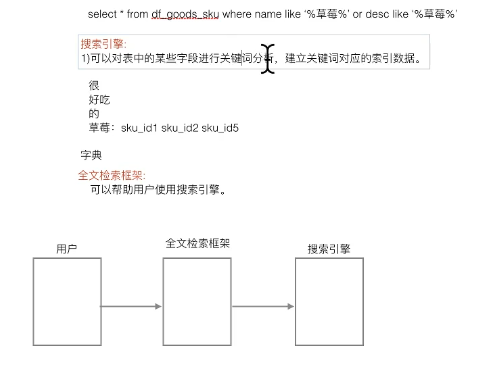 select * from df_goods_sku where name like ‘%草莓%’ or desc like ‘%草莓%’
搜索引擎:
1)可以对表中的某些字段进行关键词分析，建立关键词对应的索引数据。
很
好吃
的
草莓：sku_id1 sku_id2 sku_id5
字典
全文检索框架:
可以帮助用户使用搜索引擎。
用户
全文检索框架
搜索引擎